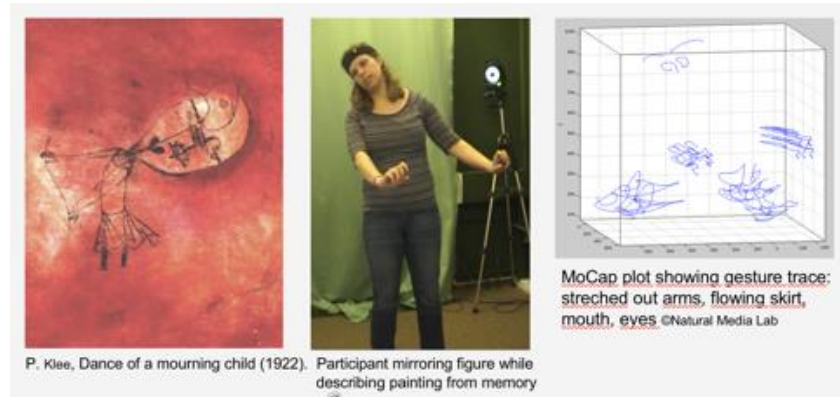 P. Klee, Dance of a mourning child (1922).
Participant mirroring figure while
describing painting from memory
MoCap plot showing gesture trace:
streched out arms, flowing skirt,
mouth, eyes ©Natural Media Lab